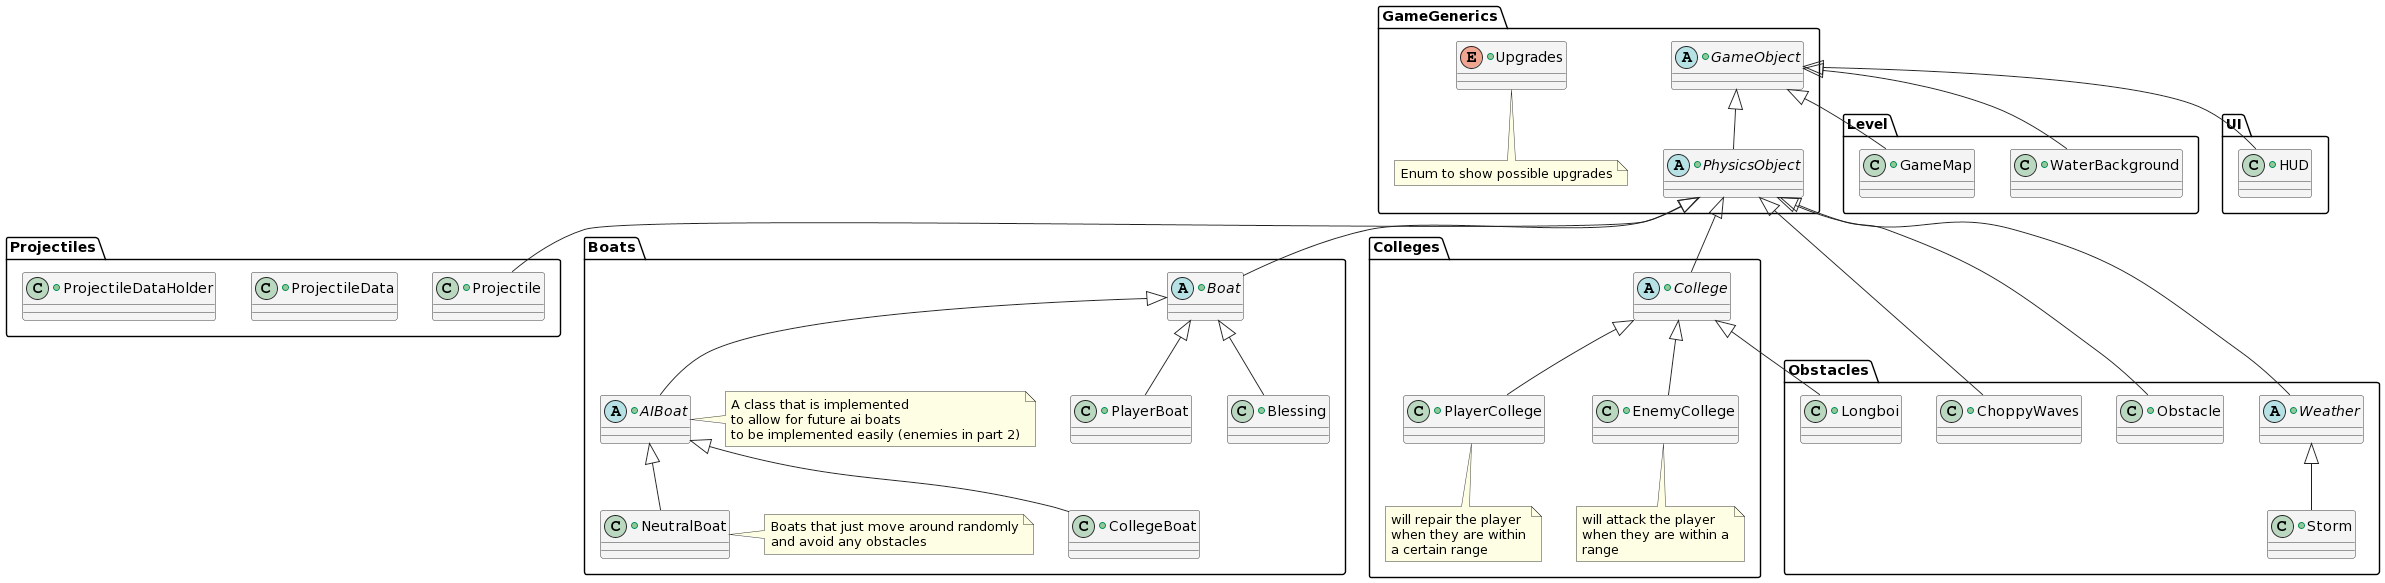 GameGenerics
E Upgrades
A GameObject
Enum to show possible upgrades
A PhysicsObject
Level
C GameMap
C WaterBackground
UI
C HUD
Projectiles
C ProjectileDataHolder
C ProjectileData
C Projectile
Boats
A Boat
A AIBoat
A class that is implemented
to allow for future ai boats
to be implemented easily (enemies in part 2)
C PlayerBoat
C Blessing
C NeutralBoat
Boats that just move around randomly
and avoid any obstacles
C CollegeBoat
Colleges
A College
C PlayerCollege
C EnemyCollege
will repair the player
when they are within
a certain range
will attack the player
when they are within a
range
Obstacles
C Longboi
C ChoppyWaves
C Obstacle
A Weather
C Storm